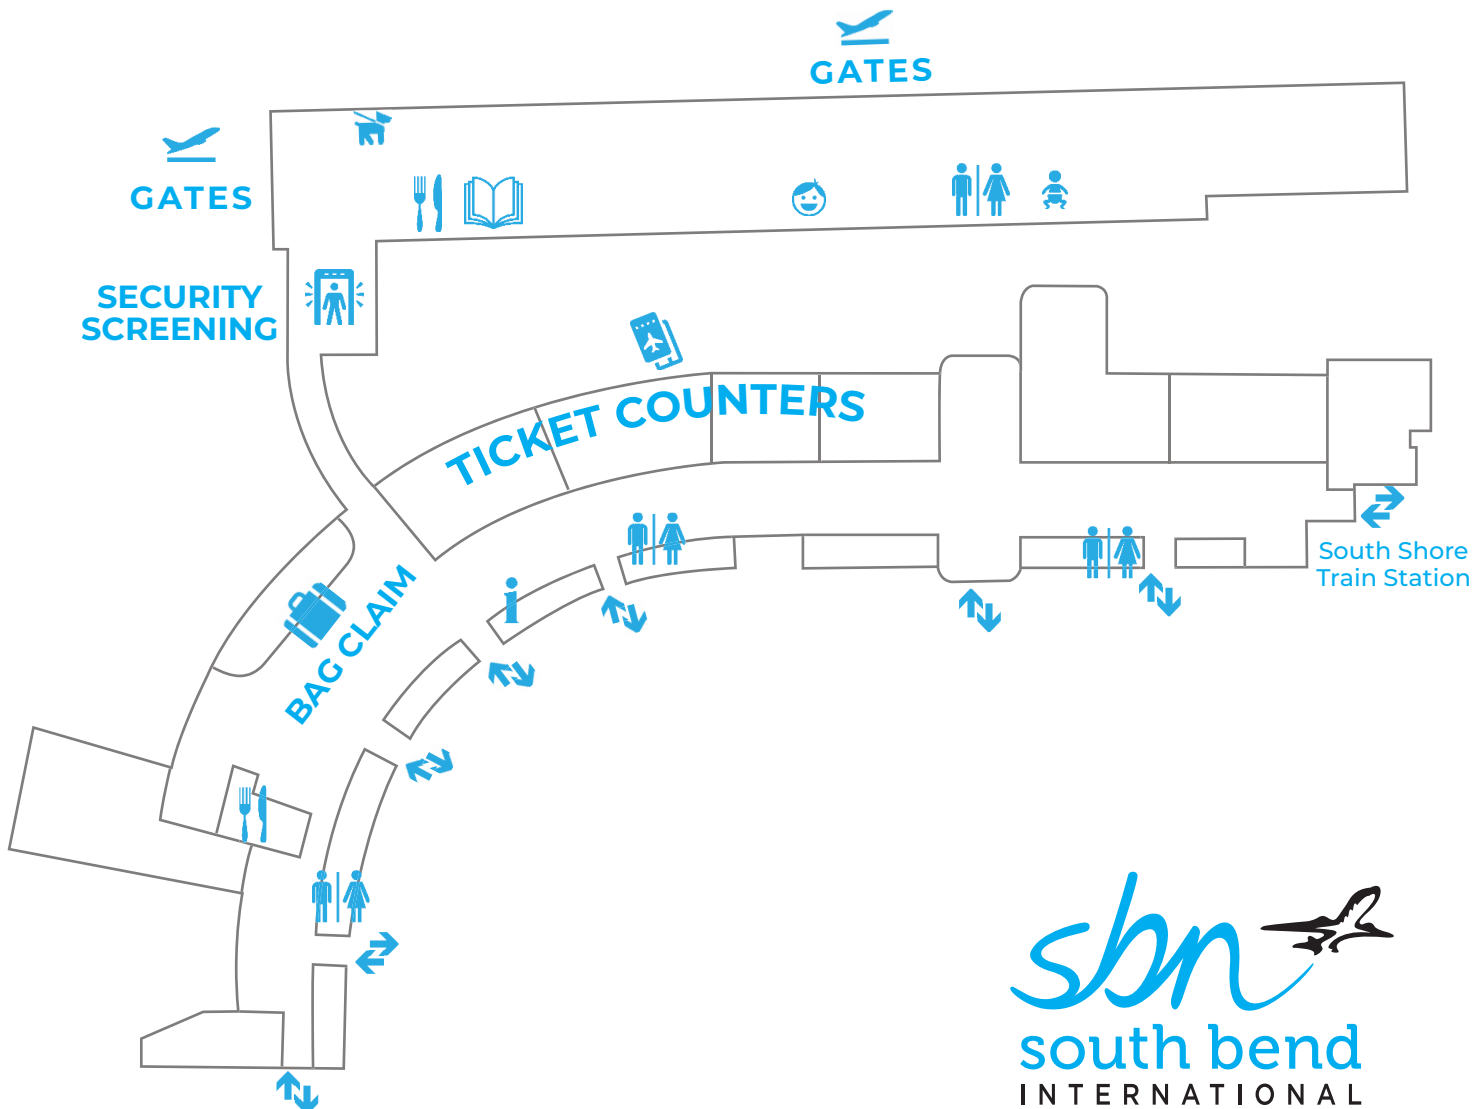 GATES
GATES
SECURITY
SCREENING
TICKET COUNTERS
BAG CLAIM
South Shore
Train Station
sbn
south bend
INTERNATIONAL